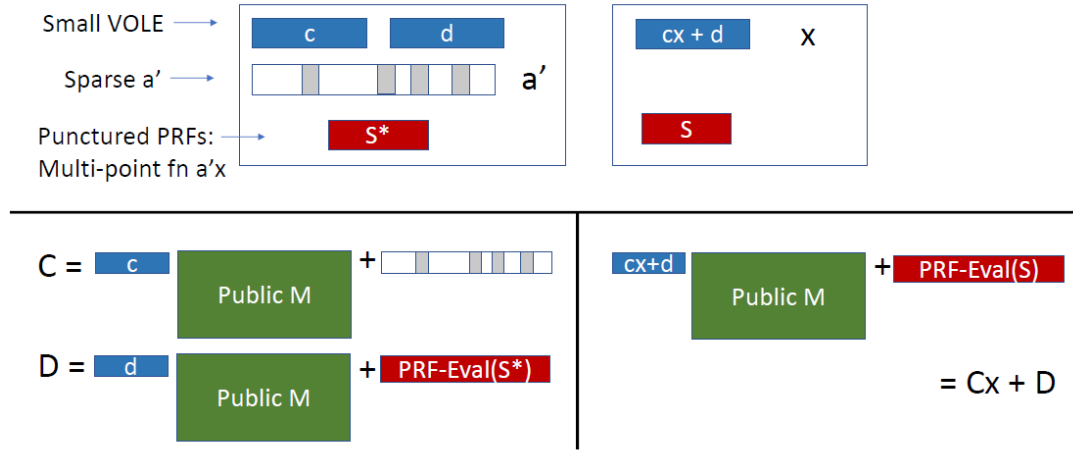 Small VOLE
c
d
cx + d
x
Sparse a’
a’
Punctured PRFs:
Multi-point fn a’x
S*
S
C =
c
Public M
+
D =
d
Public M
+
PRF-Eval(S*)
cx+d
Public M
+
PRF-Eval(S)
= Cx + D